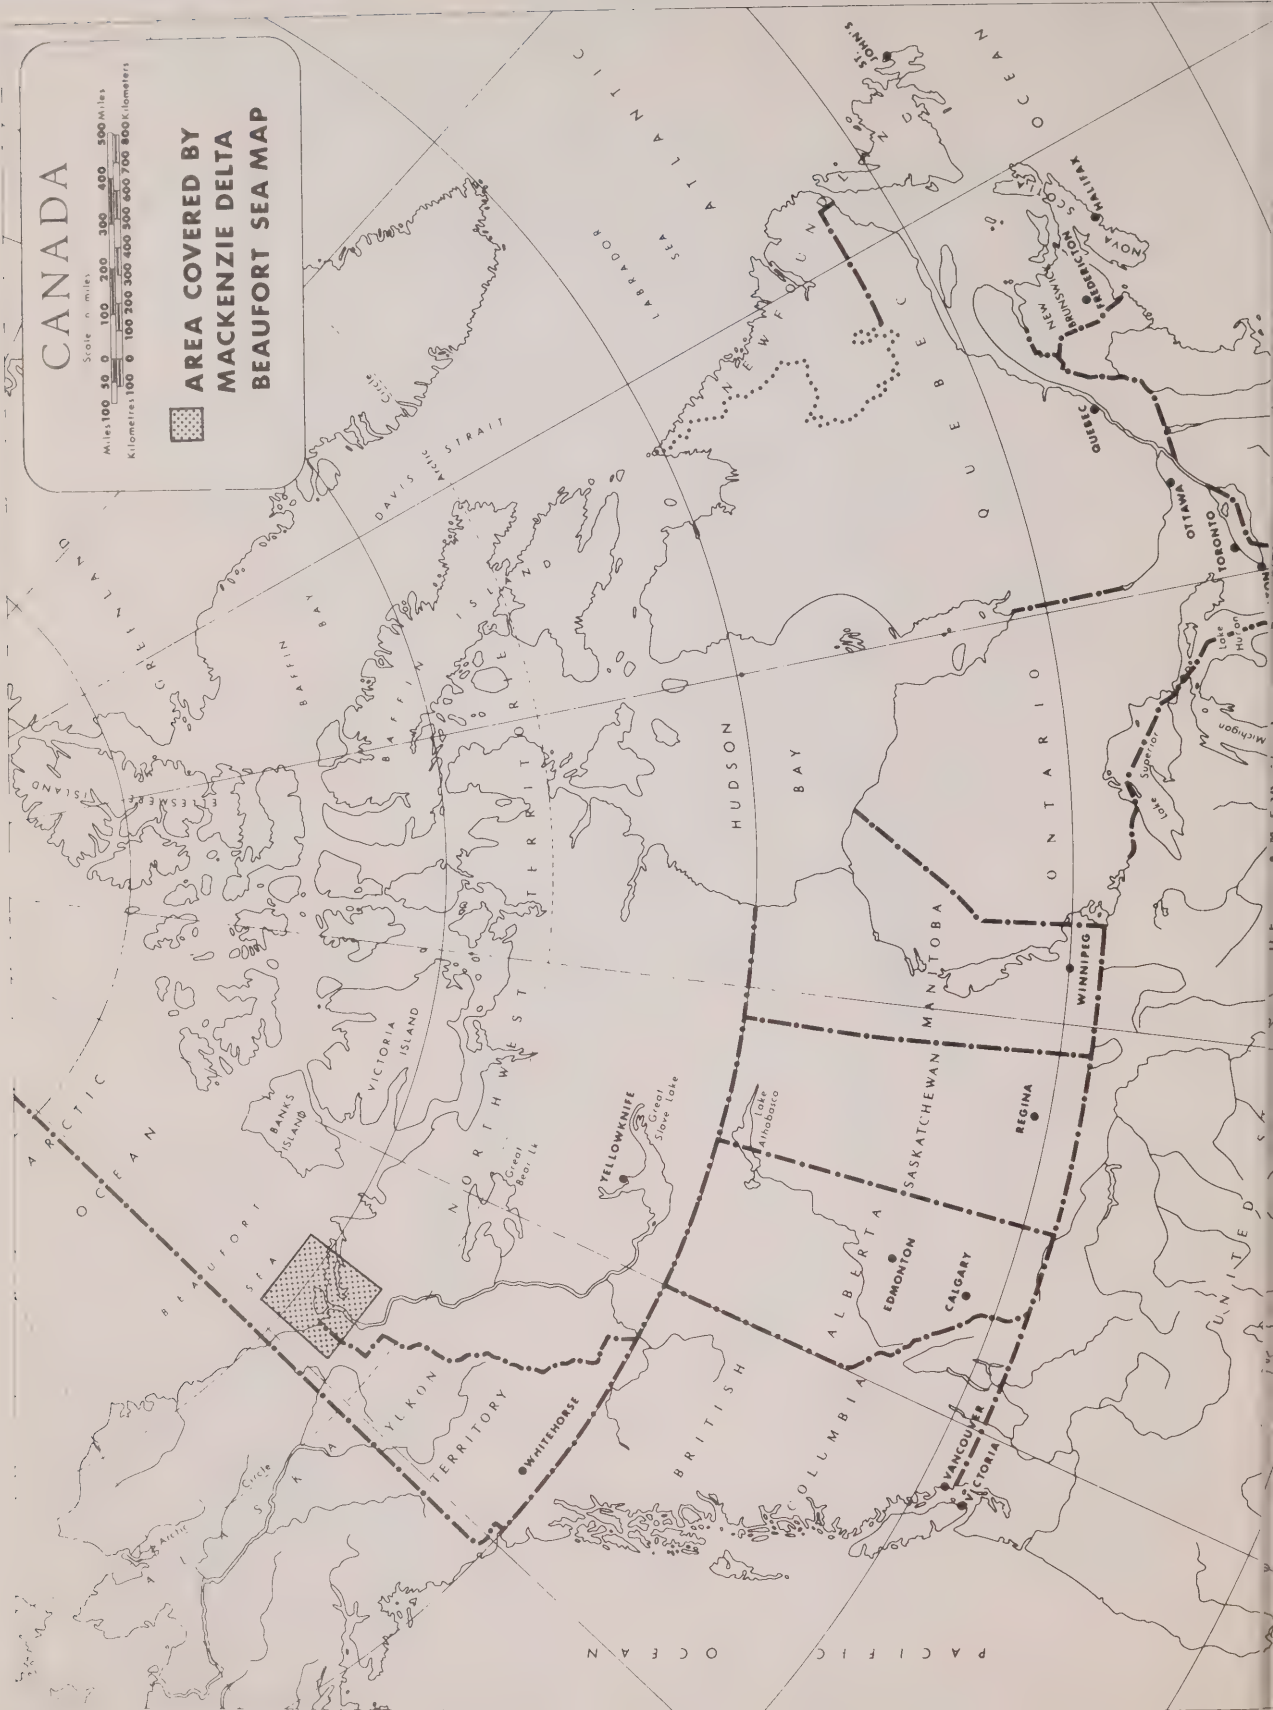 CANADA
Scale n miles
Miles 100 50 0 100 200 300 400 500 Miles
Kilometres 100 0 100 200 300 400 500 600 700 800 Kilometers
AREA COVERED BY
MACKENZIE DELTA
BEAUFORT SEA MAP
ARCTIC
OCEAN
BEAUFORT
SEA
BANKS
ISLAND
VICTORIA
ISLAND
ELLESMERE
ISLAND
GREENLAND
BAFFIN
BAY
BAFFIN
ISLAND
DAVIS STRAIT
Arctic
Circle
LABRADOR
SEA
ATLANTIC
OCEAN
Arctic
Circle
YUKON
TERRITORY
WHITEHORSE
NORTHWEST
TERRITORIES
Great
Bear Lk
YELLOWKNIFE
Great
Slave Lake
Lake
Athabasca
HUDSON
BAY
BRITISH
COLUMBIA
VANCOUVER
VICTORIA
ALBERTA
EDMONTON
CALGARY
SASKATCHEWAN
REGINA
MANITOBA
WINNIPEG
ONTARIO
Lake
Superior
Michigan
Lake
Huron
TORONTO
OTTAWA
QUEBEC
QUEBEC
NEW
BRUNSWICK
FREDERICTON
NOVA
SCOTIA
HALIFAX
ST.
JOHN'S
PACIFIC
OCEAN
UNITED